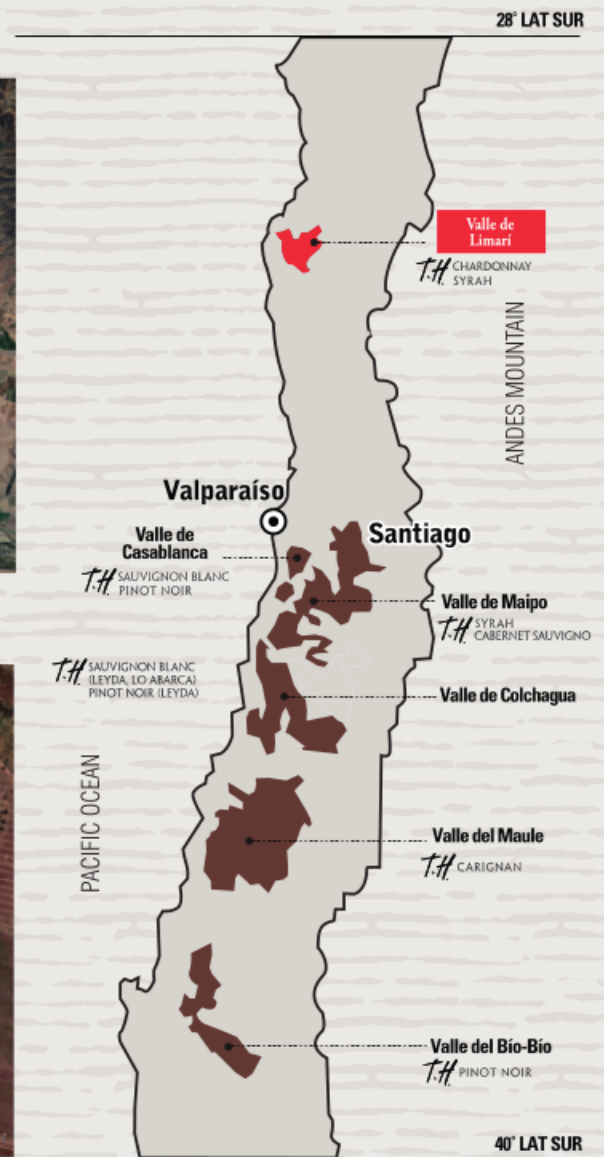 28° LAT SUR
Valle de
Limarí
T.H. CHARDONNAY
SYRAH
ANDES MOUNTAIN
Valparaíso
Santiago
Valle de
Casablanca
T.H. SAUVIGNON BLANC
PINOT NOIR
Valle de Maipo
T.H. SYRAH
CABERNET SAUVIGNO
T.H. SAUVIGNON BLANC
(LEYDA, LO ABARCA)
PINOT NOIR (LEYDA)
Valle de Colchagua
PACIFIC OCEAN
Valle del Maule
T.H. CARIGNAN
Valle del Bío-Bío
T.H. PINOT NOIR
40° LAT SUR